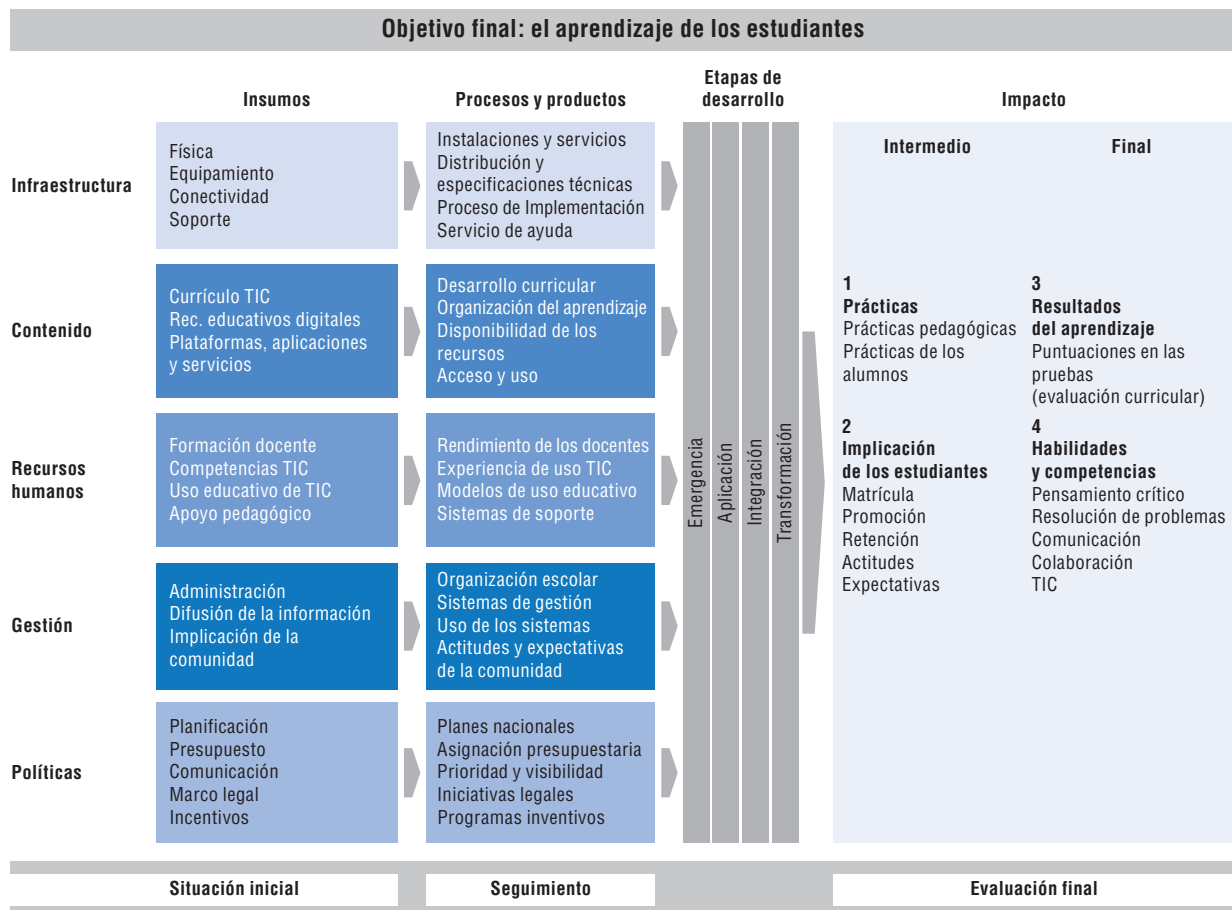 Objetivo final: el aprendizaje de los estudiantes
Insumos
Procesos y productos
Etapas de
desarrollo
Impacto
Infraestructura
Física
Equipamiento
Conectividad
Soporte
Instalaciones y servicios
Distribución y
especificaciones técnicas
Proceso de Implementación
Servicio de ayuda
Contenido
Currículo TIC
Rec. educativos digitales
Plataformas, aplicaciones
y servicios
Desarrollo curricular
Organización del aprendizaje
Disponibilidad de los
recursos
Acceso y uso
Recursos
humanos
Formación docente
Competencias TIC
Uso educativo de TIC
Apoyo pedagógico
Rendimiento de los docentes
Experiencia de uso TIC
Modelos de uso educativo
Sistemas de soporte
Gestión
Administración
Difusión de la información
Implicación de la
comunidad
Organización escolar
Sistemas de gestión
Uso de los sistemas
Actitudes y expectativas
de la comunidad
Políticas
Planificación
Presupuesto
Comunicación
Marco legal
Incentivos
Planes nacionales
Asignación presupuestaria
Prioridad y visibilidad
Iniciativas legales
Programas inventivos
Emergencia
Aplicación
Integración
Transformación
Intermedio
Final
1
Prácticas
Prácticas pedagógicas
Prácticas de los
alumnos
2
Implicación
de los estudiantes
Matrícula
Promoción
Retención
Actitudes
Expectativas
3
Resultados
del aprendizaje
Puntuaciones en las
pruebas
(evaluación curricular)
4
Habilidades
y competencias
Pensamiento crítico
Resolución de problemas
Comunicación
Colaboración
TIC
Situación inicial
Seguimiento
Evaluación final